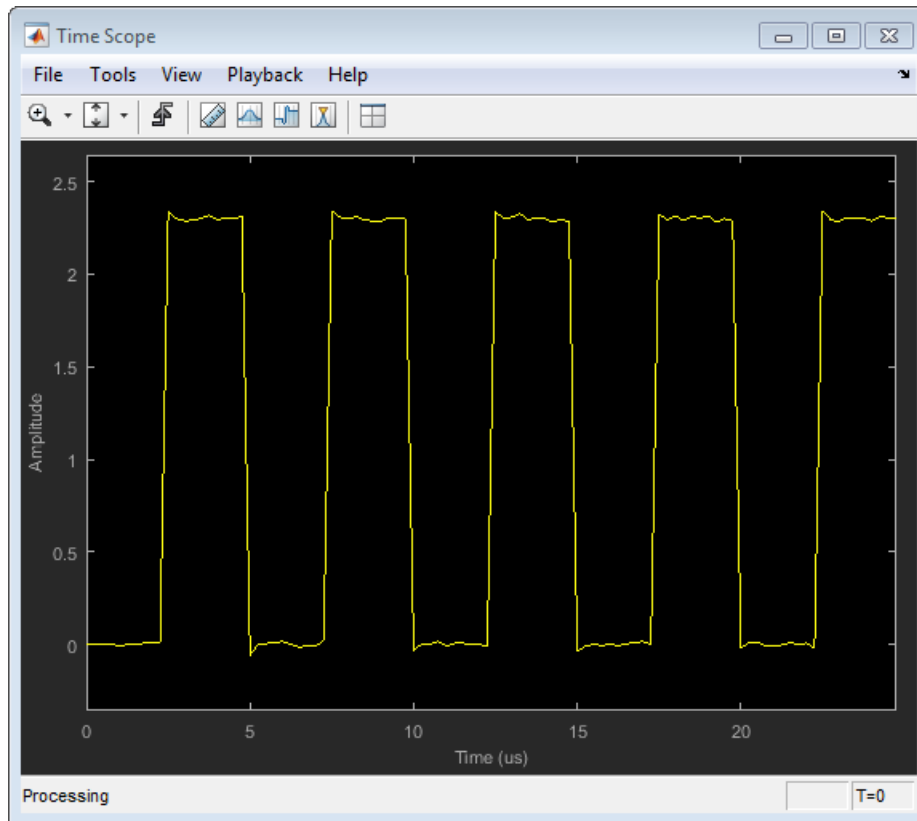 Time Scope
File Tools View Playback Help
2.5
2
1.5
1
0.5
0
Amplitude
0 5 10 15 20
Time (us)
Processing T=0